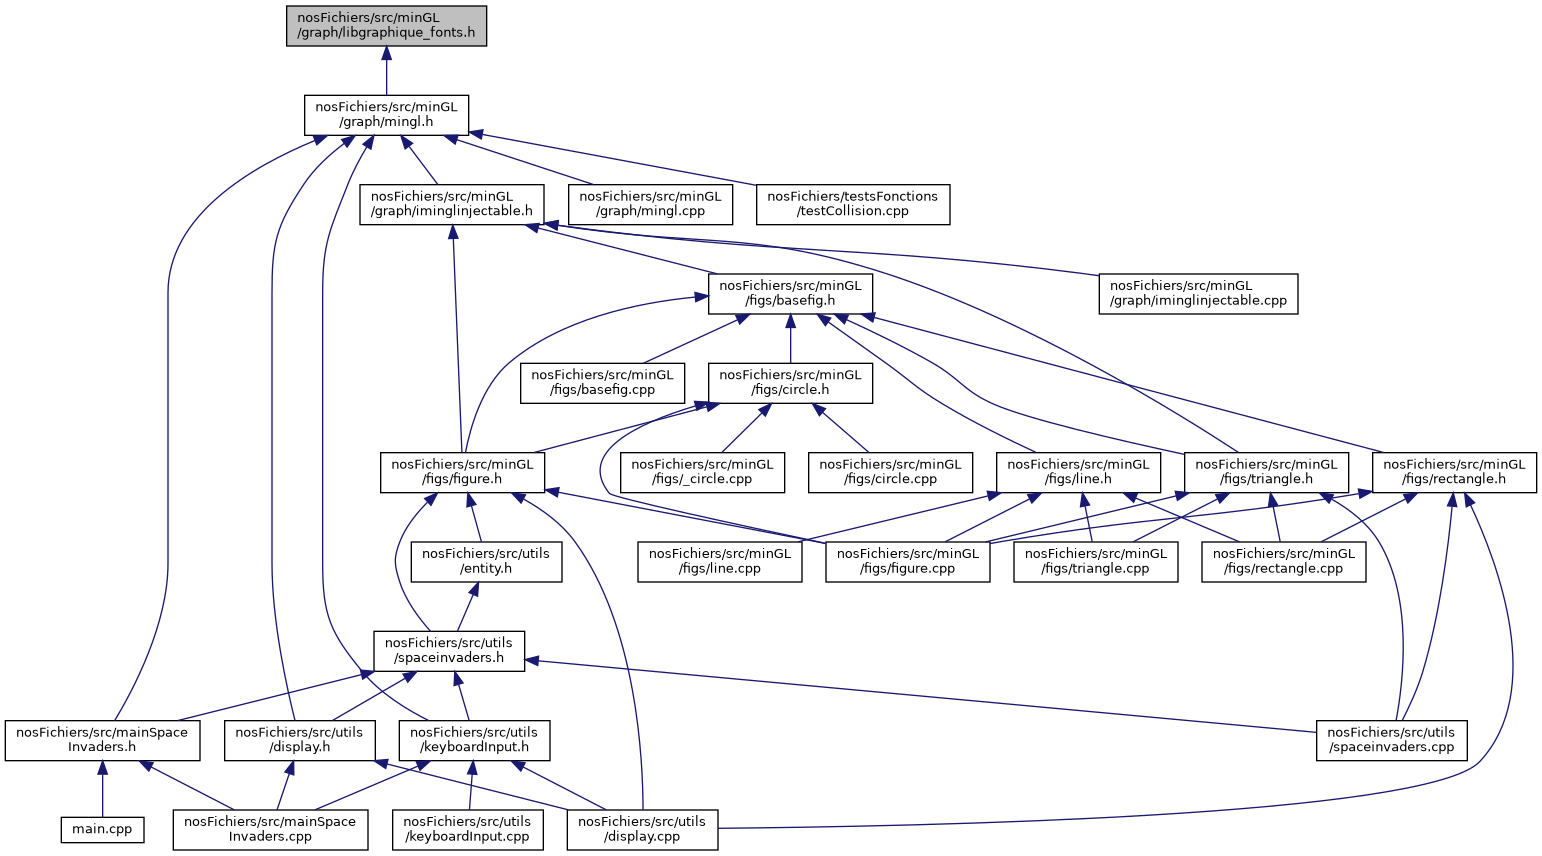 nosFichiers/src/minGL
/graph/libgraphique_fonts.h
nosFichiers/src/minGL
/graph/mingl.h
nosFichiers/src/minGL
/graph/iminglinjectable.h
nosFichiers/src/minGL
/graph/mingl.cpp
nosFichiers/testsFonctions
/testCollision.cpp
nosFichiers/src/minGL
/figs/basefig.h
nosFichiers/src/minGL
/graph/iminglinjectable.cpp
nosFichiers/src/minGL
/figs/basefig.cpp
nosFichiers/src/minGL
/figs/circle.h
nosFichiers/src/minGL
/figs/figure.h
nosFichiers/src/minGL
/figs/_circle.cpp
nosFichiers/src/minGL
/figs/circle.cpp
nosFichiers/src/minGL
/figs/line.h
nosFichiers/src/minGL
/figs/triangle.h
nosFichiers/src/minGL
/figs/rectangle.h
nosFichiers/src/utils
/entity.h
nosFichiers/src/minGL
/figs/line.cpp
nosFichiers/src/minGL
/figs/figure.cpp
nosFichiers/src/minGL
/figs/triangle.cpp
nosFichiers/src/minGL
/figs/rectangle.cpp
nosFichiers/src/utils
/spaceinvaders.h
nosFichiers/src/mainSpace
Invaders.h
nosFichiers/src/utils
/display.h
nosFichiers/src/utils
/keyboardInput.h
nosFichiers/src/utils
/spaceinvaders.cpp
main.cpp
nosFichiers/src/mainSpace
Invaders.cpp
nosFichiers/src/utils
/keyboardInput.cpp
nosFichiers/src/utils
/display.cpp